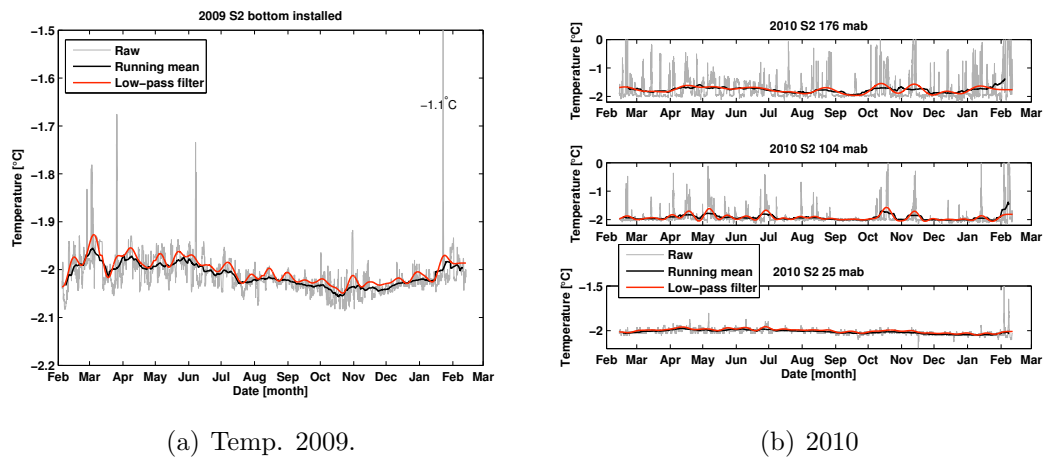 2009 S2 bottom installed
Raw
Running mean
Low−pass filter
−1.1°C
Temperature [°C]
−1.5
−1.6
−1.7
−1.8
−1.9
−2
−2.1
−2.2
Feb Mar Apr May Jun Jul Aug Sep Oct Nov Dec Jan Feb Mar
Date [month]
(a) Temp. 2009.
2010 S2 176 mab
Temperature [°C]
0
−1
−2
Feb Mar Apr May Jun Jul Aug Sep Oct Nov Dec Jan Feb Mar
2010 S2 104 mab
Temperature [°C]
0
−1
−2
Feb Mar Apr May Jun Jul Aug Sep Oct Nov Dec Jan Feb Mar
Raw
Running mean
Low−pass filter
2010 S2 25 mab
Temperature [°C]
−1.5
−2
Feb Mar Apr May Jun Jul Aug Sep Oct Nov Dec Jan Feb Mar
Date [month]
(b) 2010